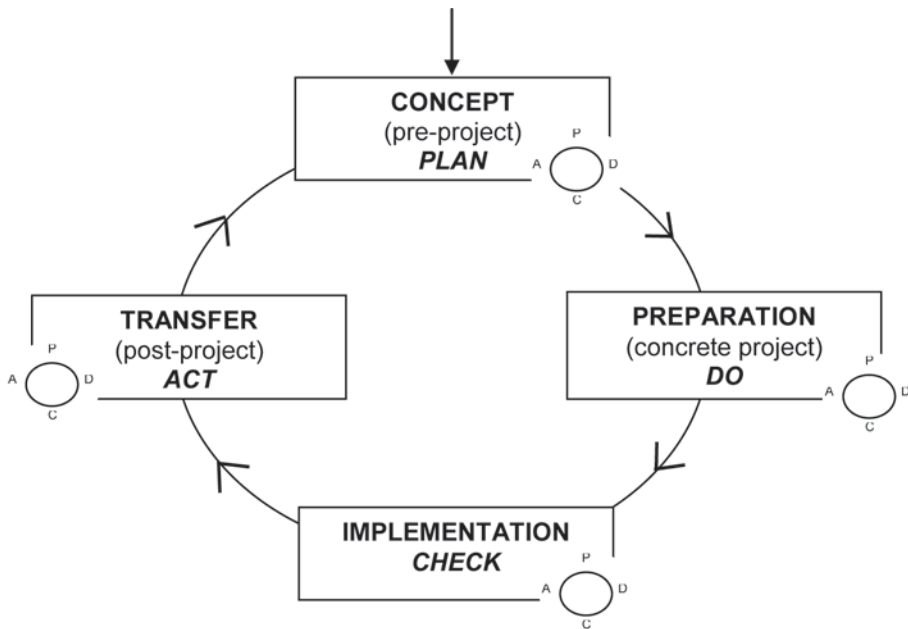 CONCEPT
(pre-project)
PLAN
P
A
D
C
PREPARATION
(concrete project)
DO
P
A
D
C
IMPLEMENTATION
CHECK
P
A
D
C
TRANSFER
(post-project)
ACT
P
A
D
C